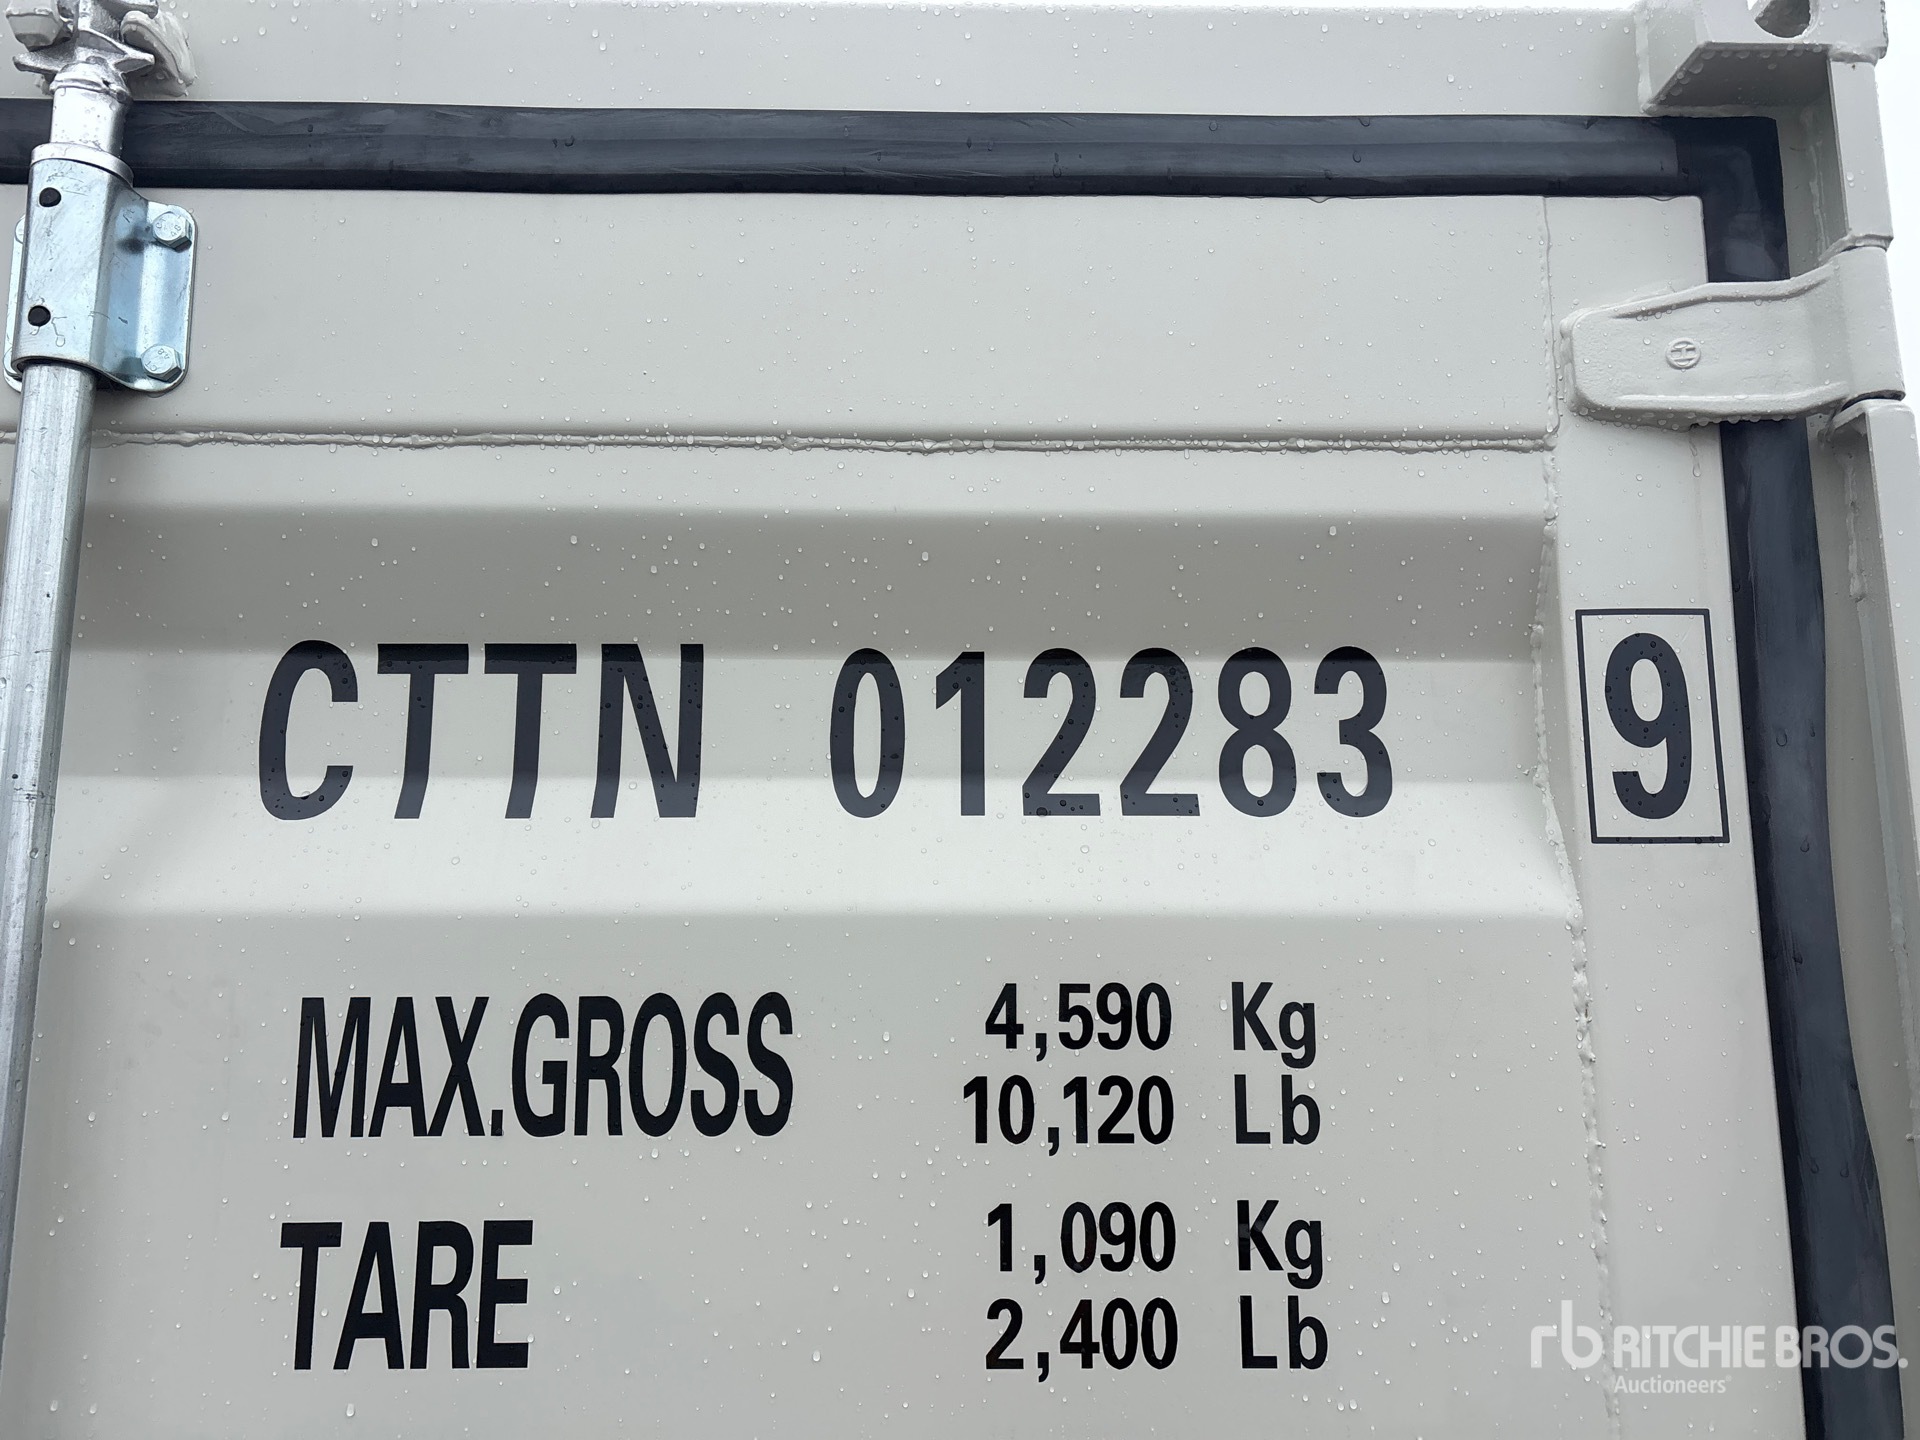 CTTN 012283 9
MAX.GROSS 4,590 Kg
10,120 Lb
TARE 1,090 Kg
2,400 Lb
rb RITCHIE BROS.
Auctioneers